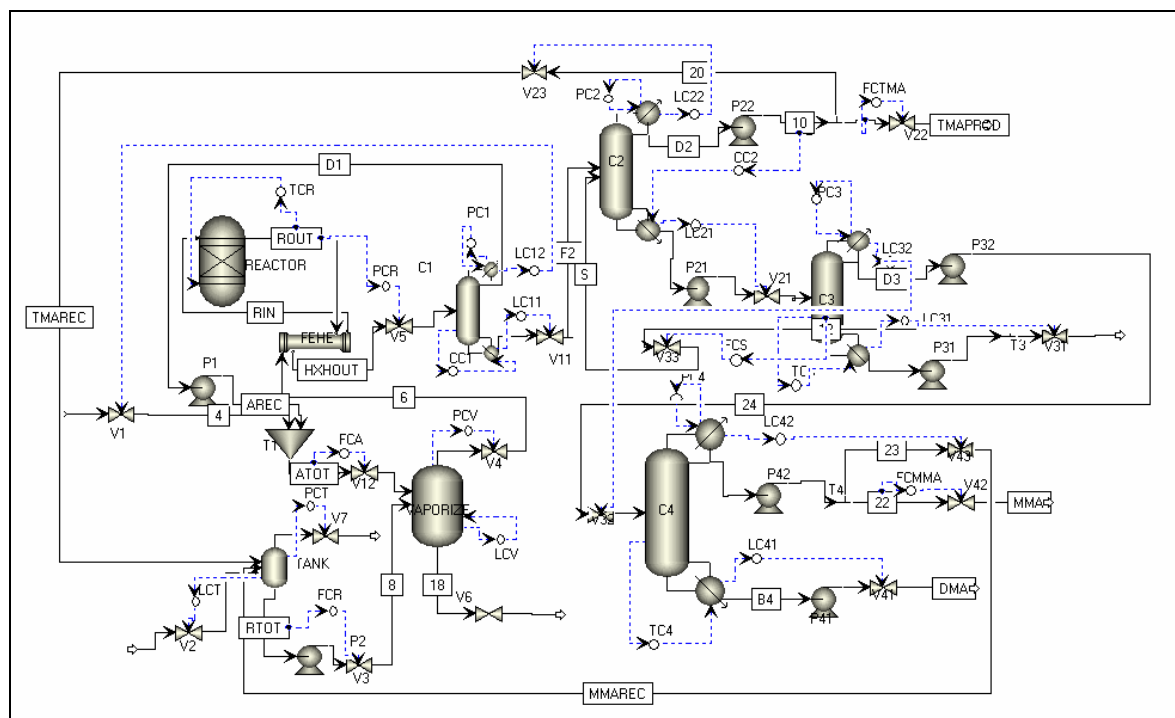 20
V23
PC2
LC22
P22
10
FCTMA
V22
TMAPROD
D2
C2
CC2
D1
TCR
ROUT
REACTOR
RIN
FEHE
HXHOUT
PCR
V5
C1
PC1
LC12
LC11
V11
F2
S
LC21
P21
V21
PC3
LC32
P32
D3
C3
LC31
TMAREC
CC1
V33
FCS
TC
P31
T3
V31
P1
AREC
6
4
V1
T1
PCV
V4
FCA
ATOT
V12
PCT
V7
VAPORIZE
LCV
TANK
8
18
V6
LCT
V2
FCR
RTOT
P2
V3
24
LC42
23
V43
P42
T4
FCMMA
22
V42
MMA
C4
V32
LC41
B4
P41
V41
DMA
TC4
MMAREC